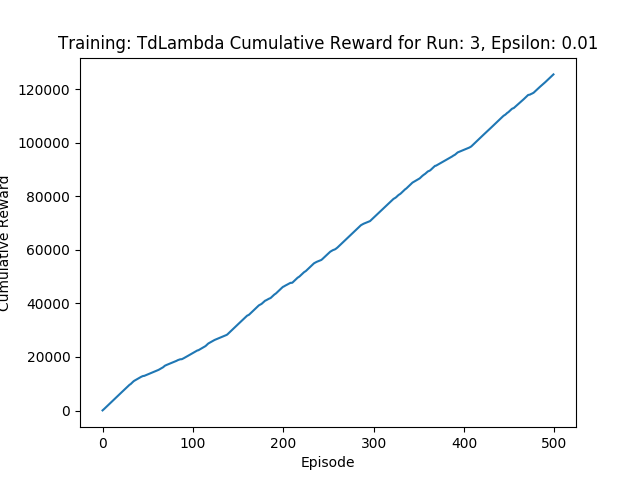 Training: TdLambda Cumulative Reward for Run: 3, Epsilon: 0.01
120000
100000
80000
60000
40000
20000
0
Cumulative Reward
0 100 200 300 400 500
Episode